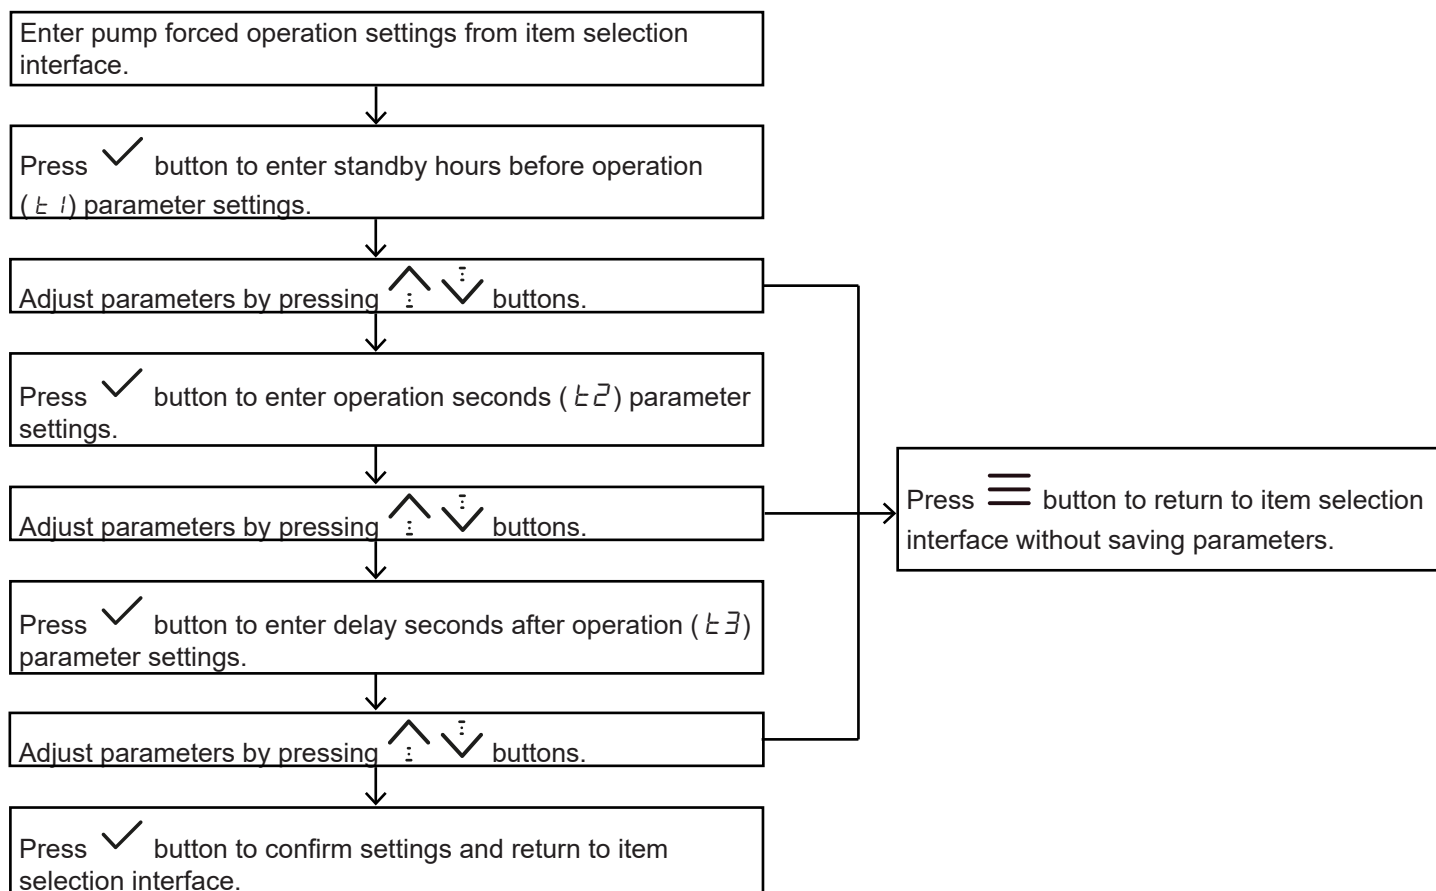 Enter pump forced operation settings from item selection
interface.
Press ✓ button to enter standby hours before operation
(t1) parameter settings.
Adjust parameters by pressing buttons.
Press ✓ button to enter operation seconds (t2) parameter
settings.
Adjust parameters by pressing buttons.
Press ✓ button to enter delay seconds after operation (t3)
parameter settings.
Adjust parameters by pressing buttons.
Press ✓ button to confirm settings and return to item
selection interface.
Press ☰ button to return to item selection
interface without saving parameters.